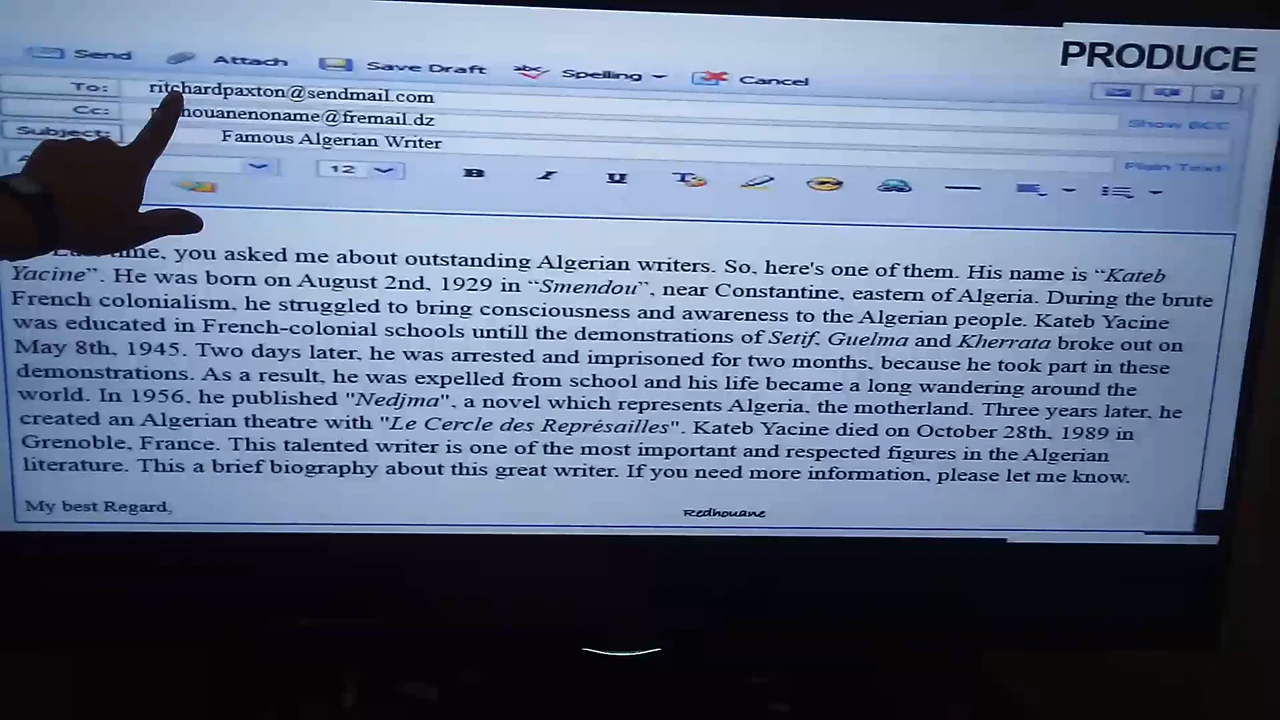 PRODUCE
Send Attach Save Draft Spelling Cancel
To: ritchardpaxton@sendmail.com
Cc: houanenoname@fremail.dz
Show BCC
Subject: Famous Algerian Writer
Plain Text
12 B I U
time, you asked me about outstanding Algerian writers. So, here's one of them. His name is “Kateb
Yacine”. He was born on August 2nd, 1929 in “Smendou”, near Constantine, eastern of Algeria. During the brute
French colonialism, he struggled to bring consciousness and awareness to the Algerian people. Kateb Yacine
was educated in French-colonial schools untill the demonstrations of Setif, Guelma and Kherrata broke out on
May 8th, 1945. Two days later, he was arrested and imprisoned for two months, because he took part in these
demonstrations. As a result, he was expelled from school and his life became a long wandering around the
world. In 1956, he published "Nedjma", a novel which represents Algeria, the motherland. Three years later, he
created an Algerian theatre with "Le Cercle des Représailles". Kateb Yacine died on October 28th, 1989 in
Grenoble, France. This talented writer is one of the most important and respected figures in the Algerian
literature. This a brief biography about this great writer. If you need more information, please let me know.
My best Regard,
Redhouane